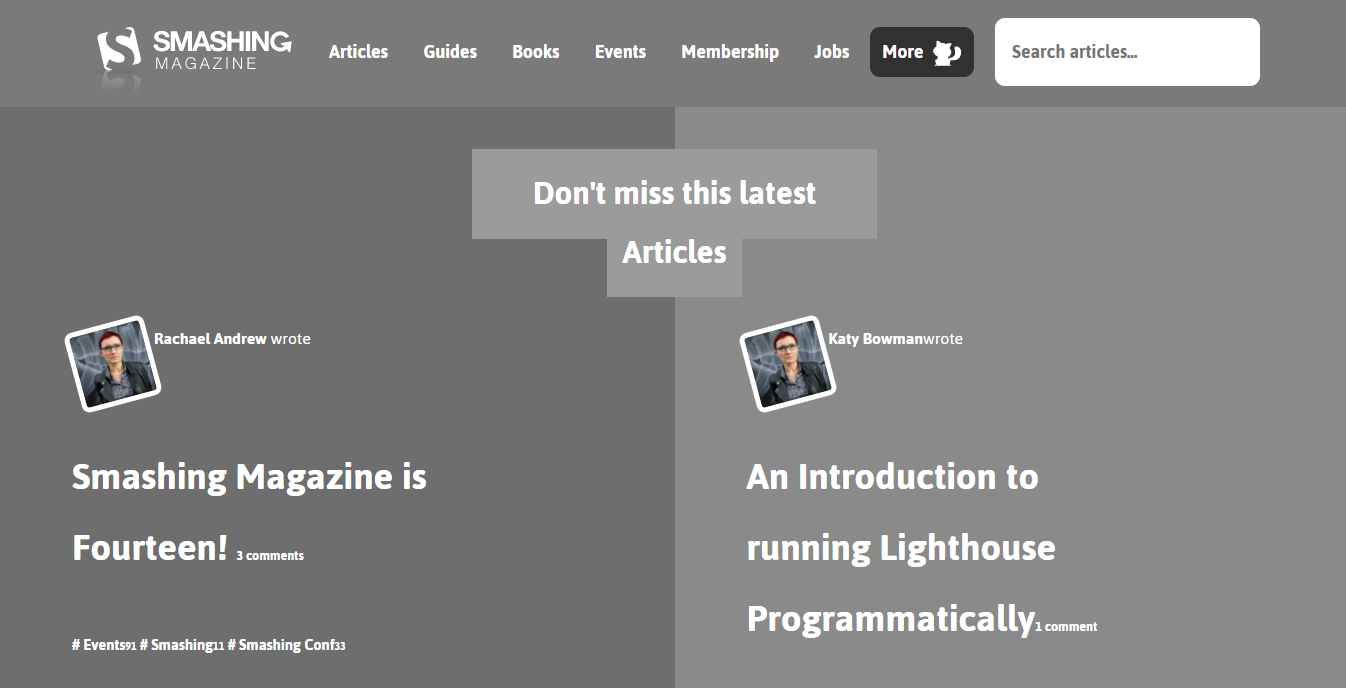 SMASHING
MAGAZINE
Articles Guides Books Events Membership Jobs More Search articles...
Don't miss this latest
Articles
Rachael Andrew wrote
Smashing Magazine is
Fourteen! 3 comments
# Events91 # Smashing11 # Smashing Conf33
Katy Bowmanwrote
An Introduction to
running Lighthouse
Programmatically1 comment